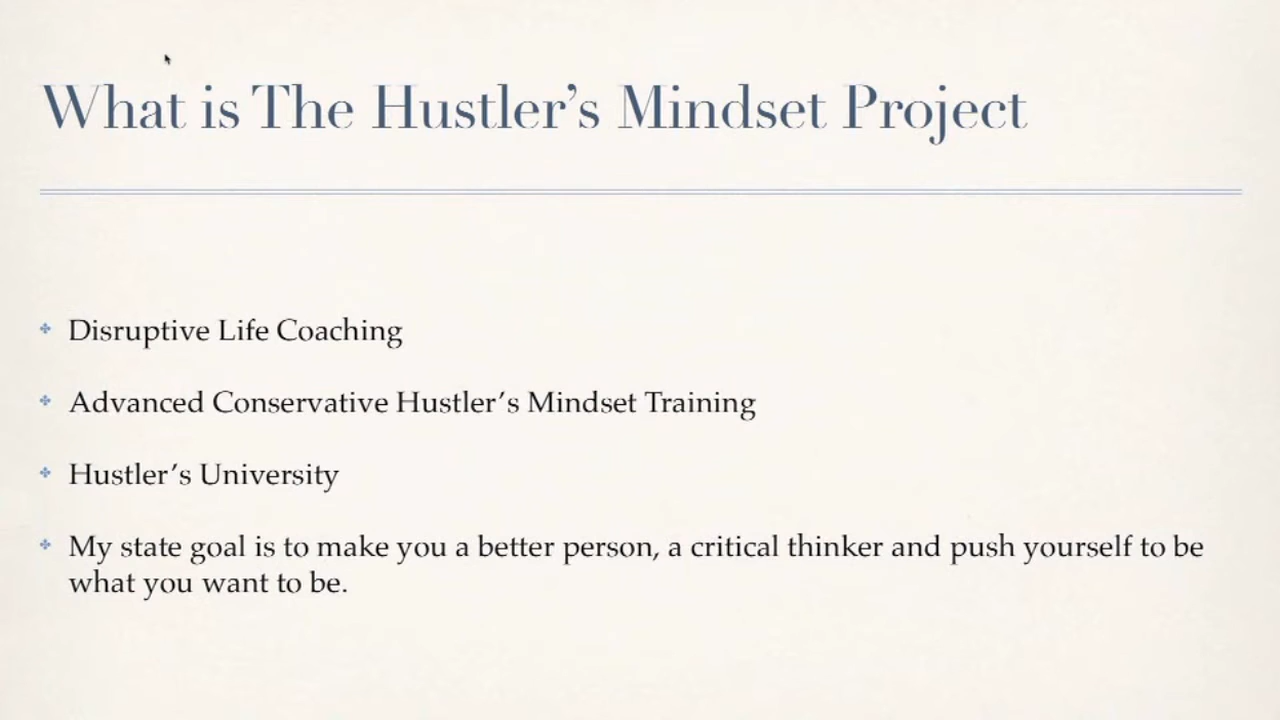 What is The Hustler’s Mindset Project
Disruptive Life Coaching
Advanced Conservative Hustler’s Mindset Training
Hustler’s University
My state goal is to make you a better person, a critical thinker and push yourself to be
what you want to be.